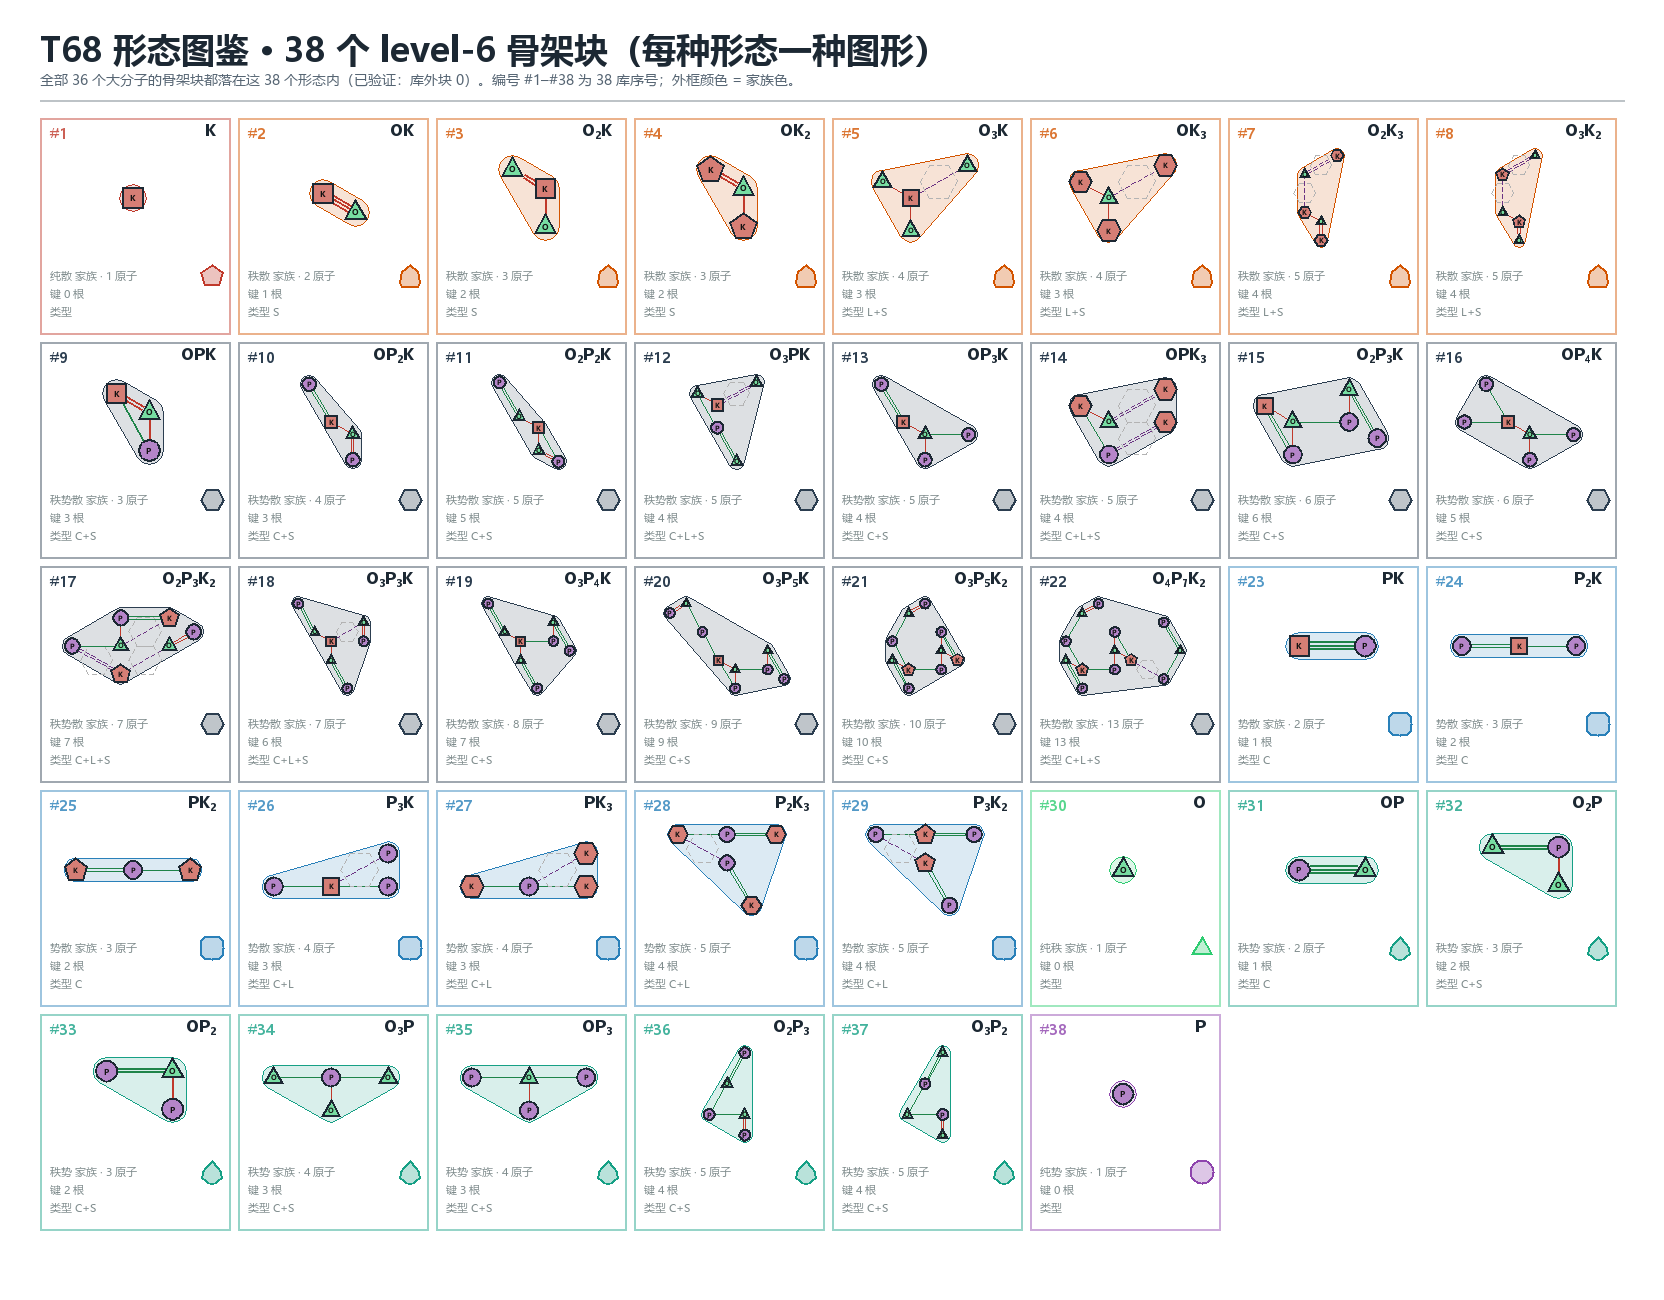 T68 形态图鉴 • 38 个 level-6 骨架块（每种形态一种图形）
全部 36 个大分子的骨架块都落在这 38 个形态内（已验证：库外块 0）。编号 #1–#38 为 38 库序号；外框颜色 = 家族色。
#1 K
K
纯散 家族 · 1 原子
键 0 根
类型
#2 OK
K O
秩散 家族 · 2 原子
键 1 根
类型 S
#3 O₂K
O K O
秩散 家族 · 3 原子
键 2 根
类型 S
#4 OK₂
K O K
秩散 家族 · 3 原子
键 2 根
类型 S
#5 O₃K
O O K O
秩散 家族 · 4 原子
键 3 根
类型 L+S
#6 OK₃
K K O K
秩散 家族 · 4 原子
键 3 根
类型 L+S
#7 O₂K₃
K O K O K
秩散 家族 · 5 原子
键 4 根
类型 L+S
#8 O₃K₂
O K O K O
秩散 家族 · 5 原子
键 4 根
类型 L+S
#9 OPK
K O P
秩势散 家族 · 3 原子
键 3 根
类型 C+S
#10 OP₂K
P K O P
秩势散 家族 · 4 原子
键 3 根
类型 C+S
#11 O₂P₂K
P O K O P
秩势散 家族 · 5 原子
键 5 根
类型 C+S
#12 O₃PK
O O K P O
秩势散 家族 · 5 原子
键 4 根
类型 C+L+S
#13 OP₃K
P K O P P
秩势散 家族 · 5 原子
键 4 根
类型 C+S
#14 OPK₃
K K O K P
秩势散 家族 · 5 原子
键 4 根
类型 C+L+S
#15 O₂P₃K
O K O P P P
秩势散 家族 · 6 原子
键 6 根
类型 C+S
#16 OP₄K
P P K O P P
秩势散 家族 · 6 原子
键 5 根
类型 C+S
#17 O₂P₃K₂
P K P P O O K
秩势散 家族 · 7 原子
键 7 根
类型 C+L+S
#18 O₃P₃K
P O O K P O P
秩势散 家族 · 7 原子
键 6 根
类型 C+L+S
#19 O₃P₄K
P O O K P P O P
秩势散 家族 · 8 原子
键 7 根
类型 C+S
#20 O₃P₅K
O P P O K O P P P
秩势散 家族 · 9 原子
键 9 根
类型 C+S
#21 O₃P₅K₂
P O P P O O K K P P
秩势散 家族 · 10 原子
键 10 根
类型 C+S
#22 O₄P₇K₂
P O P P P O O O K K P P P
秩势散 家族 · 13 原子
键 13 根
类型 C+L+S
#23 PK
K P
势散 家族 · 2 原子
键 1 根
类型 C
#24 P₂K
P K P
势散 家族 · 3 原子
键 2 根
类型 C
#25 PK₂
K P K
势散 家族 · 3 原子
键 2 根
类型 C
#26 P₃K
P P K P
势散 家族 · 4 原子
键 3 根
类型 C+L
#27 PK₃
K K P K
势散 家族 · 4 原子
键 3 根
类型 C+L
#28 P₂K₃
K P K P K
势散 家族 · 5 原子
键 4 根
类型 C+L
#29 P₃K₂
P K P K P
势散 家族 · 5 原子
键 4 根
类型 C+L
#30 O
O
纯秩 家族 · 1 原子
键 0 根
类型
#31 OP
P O
秩势 家族 · 2 原子
键 1 根
类型 C
#32 O₂P
O P O
秩势 家族 · 3 原子
键 2 根
类型 C+S
#33 OP₂
P O P
秩势 家族 · 3 原子
键 2 根
类型 C+S
#34 O₃P
O P O O
秩势 家族 · 4 原子
键 3 根
类型 C+S
#35 OP₃
P O P P
秩势 家族 · 4 原子
键 3 根
类型 C+S
#36 O₂P₃
P O P O P
秩势 家族 · 5 原子
键 4 根
类型 C+S
#37 O₃P₂
O P O P O
秩势 家族 · 5 原子
键 4 根
类型 C+S
#38 P
P
纯势 家族 · 1 原子
键 0 根
类型